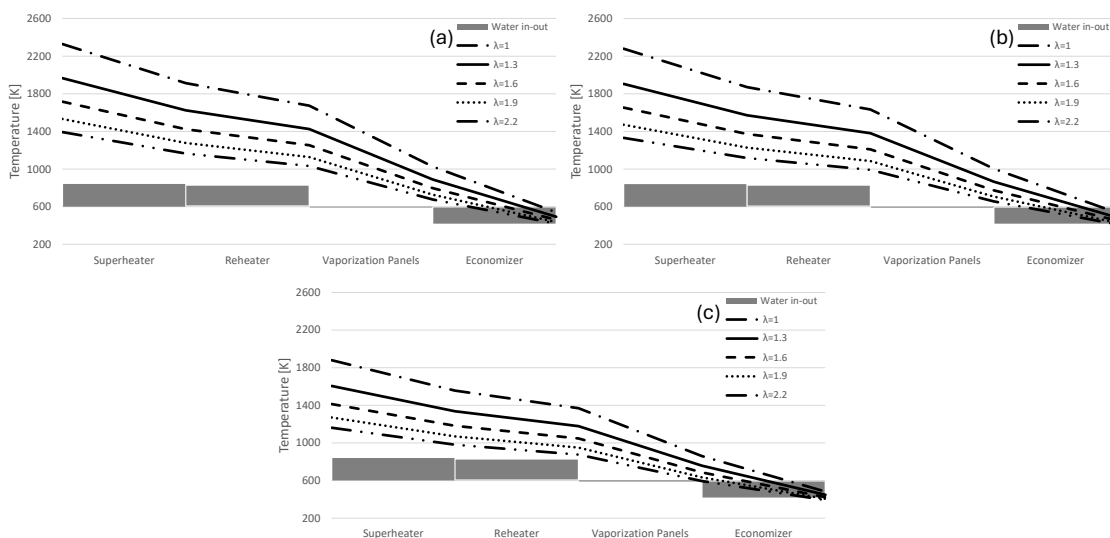 2600
2200
1800
1400
1000
600
200
Temperature [K]
(a)
Water in-out
λ=1
λ=1.3
λ=1.6
λ=1.9
λ=2.2
Superheater Reheater Vaporization Panels Economizer
2600
2200
1800
1400
1000
600
200
Temperature [K]
(b)
Water in-out
λ=1
λ=1.3
λ=1.6
λ=1.9
λ=2.2
Superheater Reheater Vaporization Panels Economizer
2600
2200
1800
1400
1000
600
200
Temperature [K]
(c)
Water in-out
λ=1
λ=1.3
λ=1.6
λ=1.9
λ=2.2
Superheater Reheater Vaporization Panels Economizer